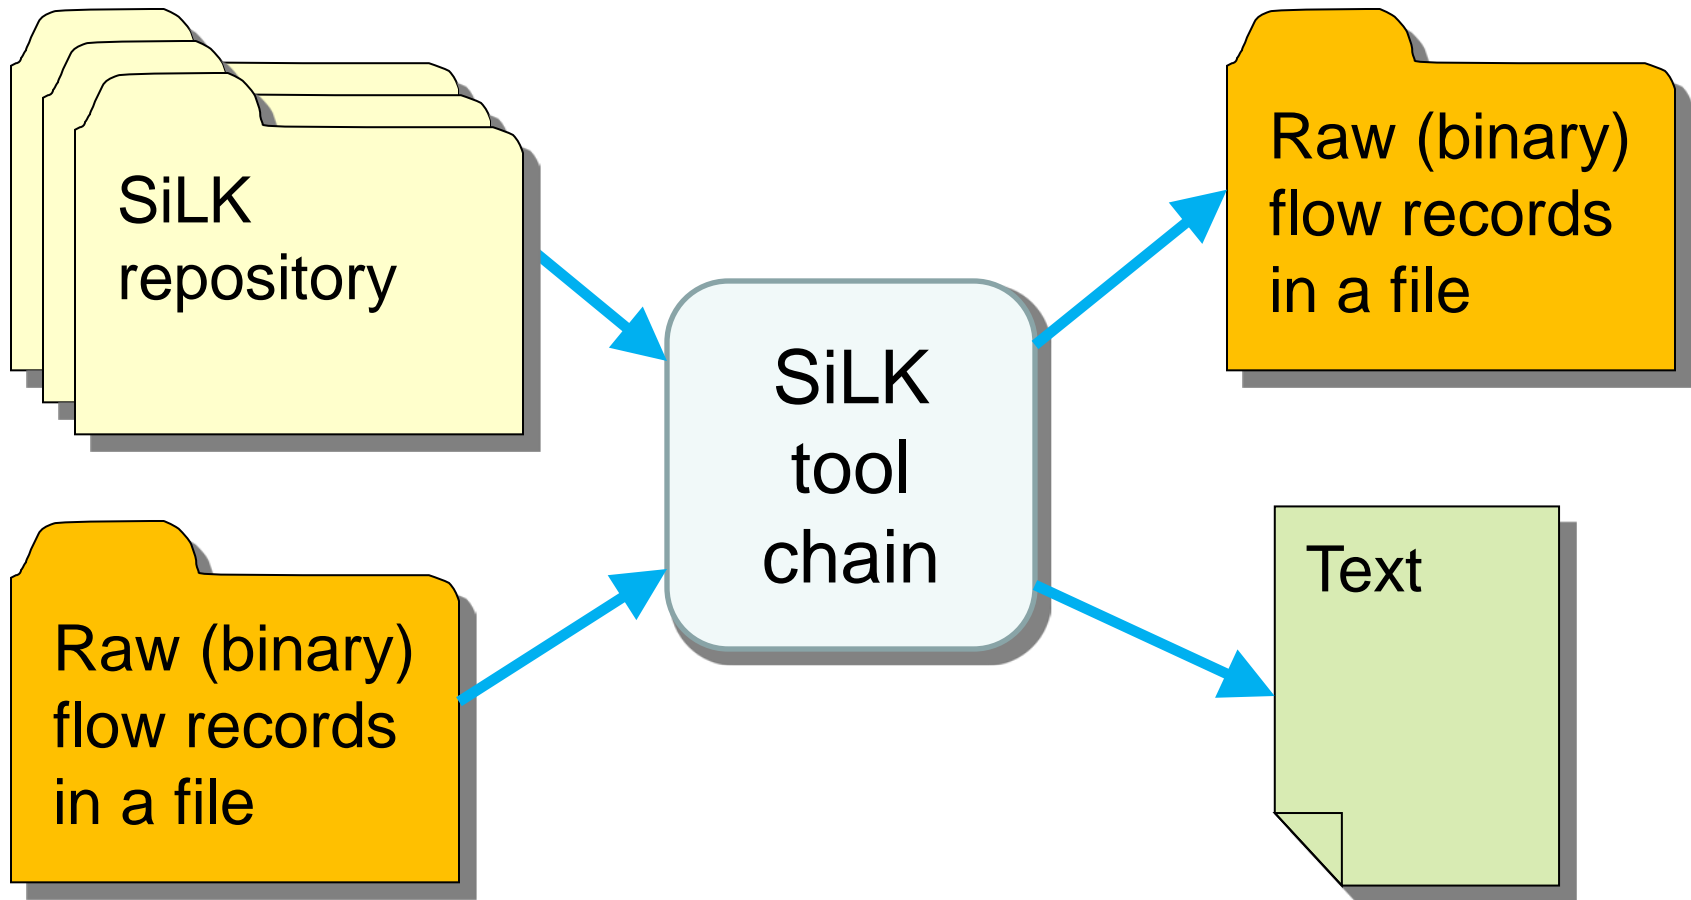 SiLK
repository
Raw (binary)
flow records
in a file
SiLK
tool
chain
Raw (binary)
flow records
in a file
Text